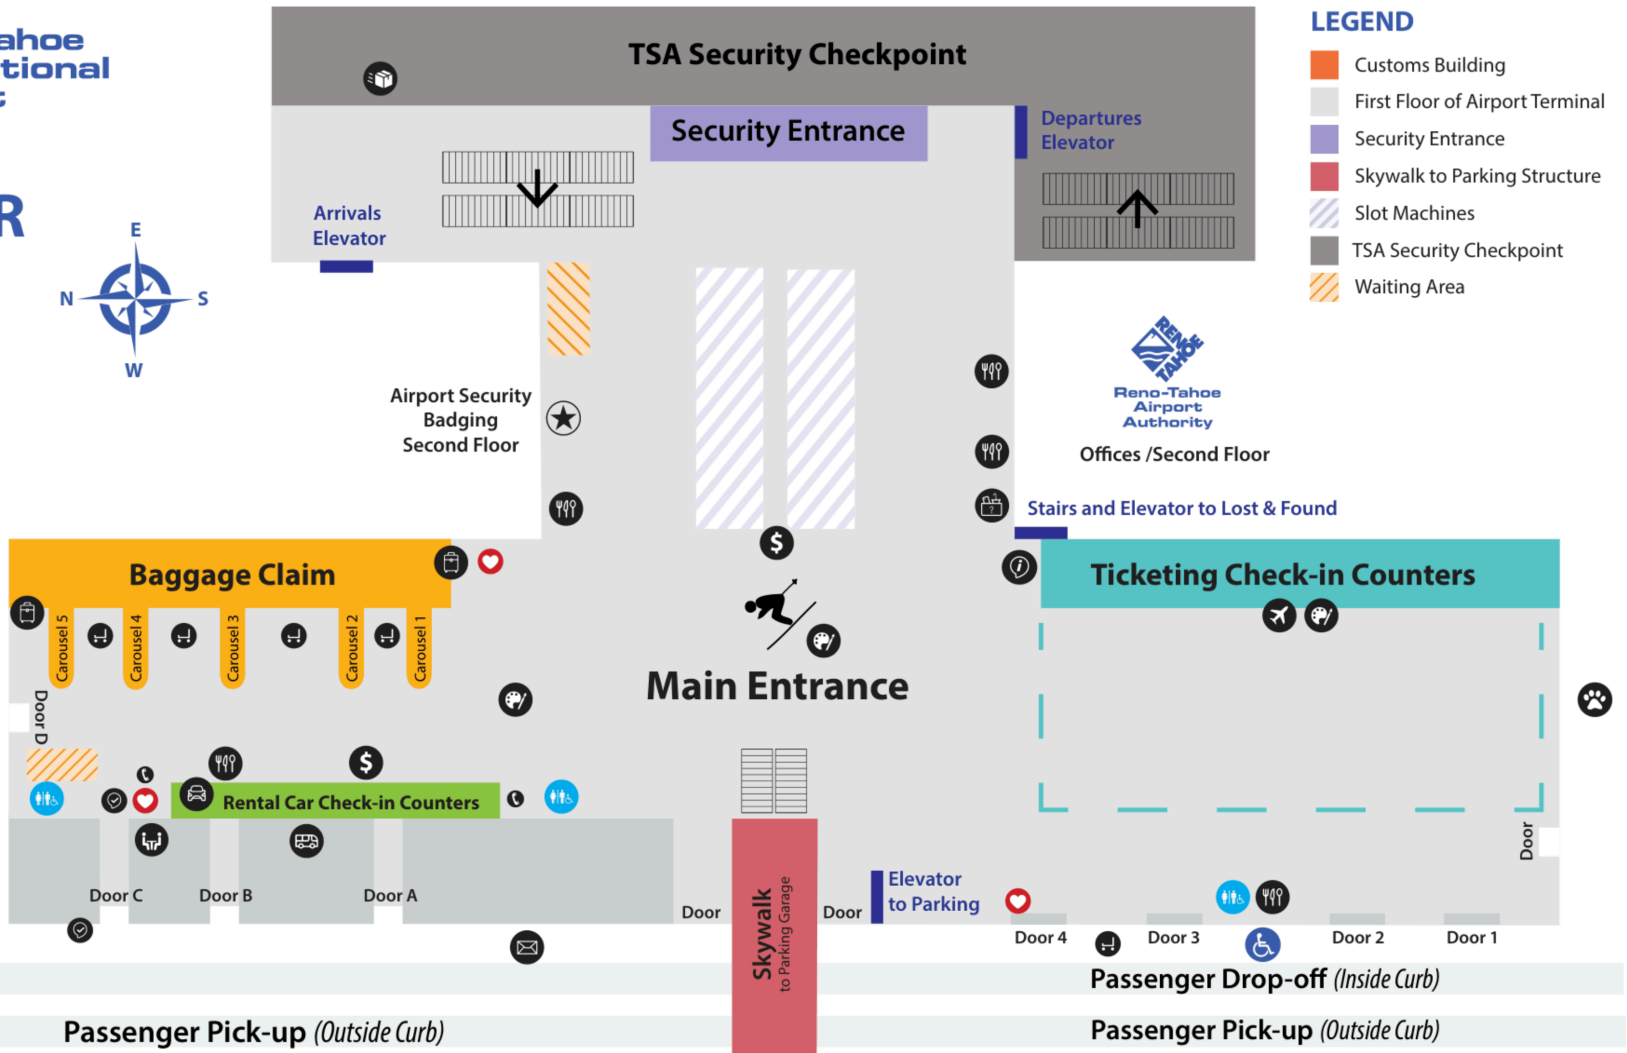 ahoe
tional
R
E
N
S
W
TSA Security Checkpoint
Security Entrance
Departures
Elevator
Arrivals
Elevator
LEGEND
Customs Building
First Floor of Airport Terminal
Security Entrance
Skywalk to Parking Structure
Slot Machines
TSA Security Checkpoint
Waiting Area
RENO
TAHOE
Reno-Tahoe
Airport
Authority
Offices /Second Floor
Airport Security
Badging
Second Floor
Stairs and Elevator to Lost & Found
Baggage Claim
$
i
?
Ticketing Check-in Counters
Carousel 5
Carousel 4
Carousel 3
Carousel 2
Carousel 1
Main Entrance
Door D
$
Rental Car Check-in Counters
Door C
Door B
Door A
Door
Skywalk
to Parking Garage
Door
Elevator
to Parking
Door
Door 4
Door 3
Door 2
Door 1
Passenger Drop-off (Inside Curb)
Passenger Pick-up (Outside Curb)
Passenger Pick-up (Outside Curb)